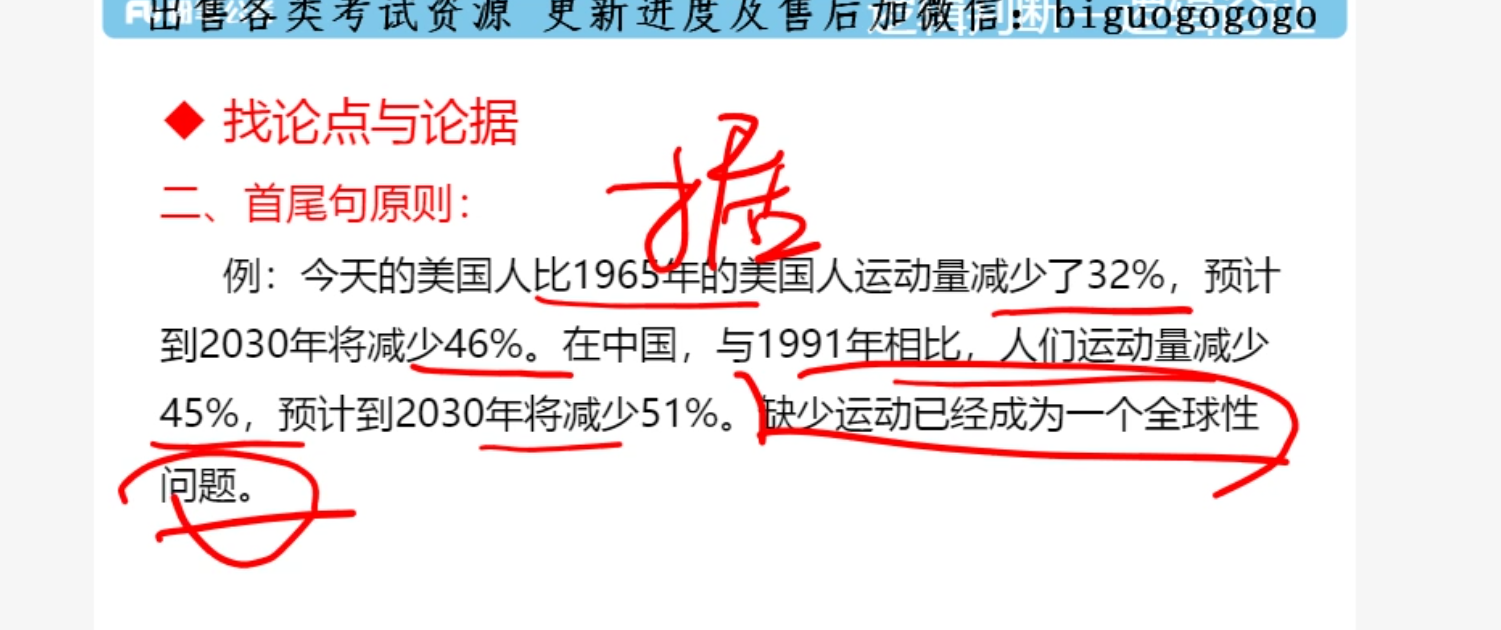 出售各类考试资源 更新进度及售后加微信：biguogogogo
◆ 找论点与论据
据
二、首尾句原则：
例：今天的美国人比1965年的美国人运动量减少了32%，预计
到2030年将减少46%。在中国，与1991年相比，人们运动量减少
45%，预计到2030年将减少51%。缺少运动已经成为一个全球性
问题。